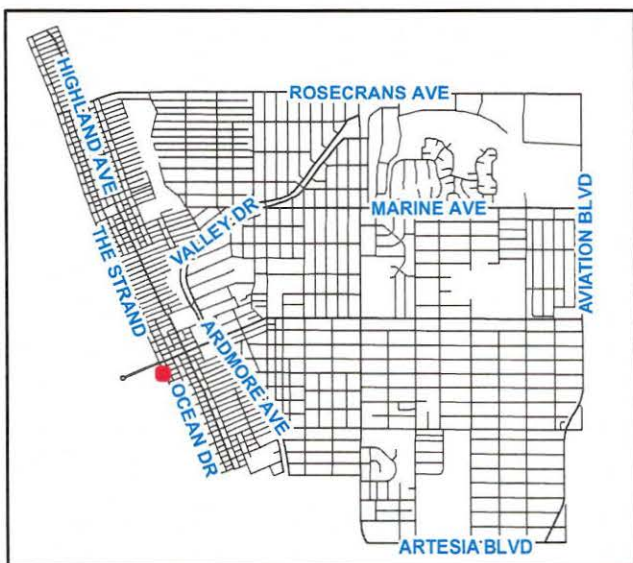 ROSECRANS AVE
HIGHLAND AVE
MARINE AVE
VALLEY DR
AVIATION BLVD
THE STRAND
ARDMORE AVE
OCEAN DR
ARTESIA BLVD